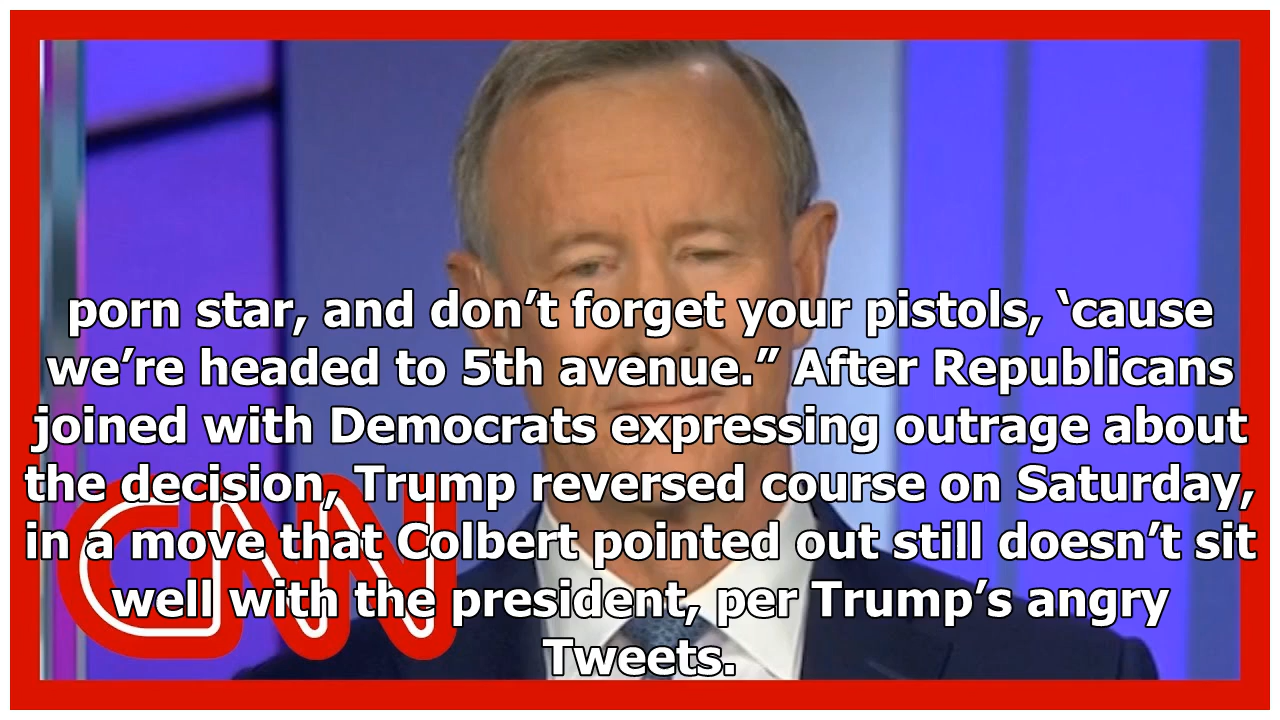 porn star, and don’t forget your pistols, ‘cause
we’re headed to 5th avenue.” After Republicans
joined with Democrats expressing outrage about
the decision, Trump reversed course on Saturday,
in a move that Colbert pointed out still doesn’t sit
well with the president, per Trump’s angry
Tweets.
CNN